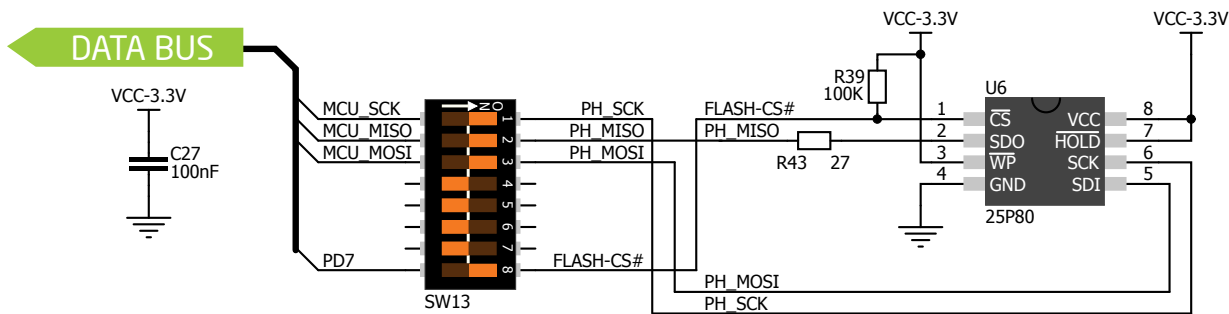 DATA BUS
VCC-3.3V
C27
100nF
MCU_SCK
MCU_MISO
MCU_MOSI
PD7
ON
1
2
3
4
5
6
7
8
SW13
PH_SCK
PH_MISO
PH_MOSI
FLASH-CS#
FLASH-CS#
PH_MISO
R43 27
VCC-3.3V
R39
100K
VCC-3.3V
U6
1 CS VCC 8
2 SDO HOLD 7
3 WP SCK 6
4 GND SDI 5
25P80
PH_MOSI
PH_SCK